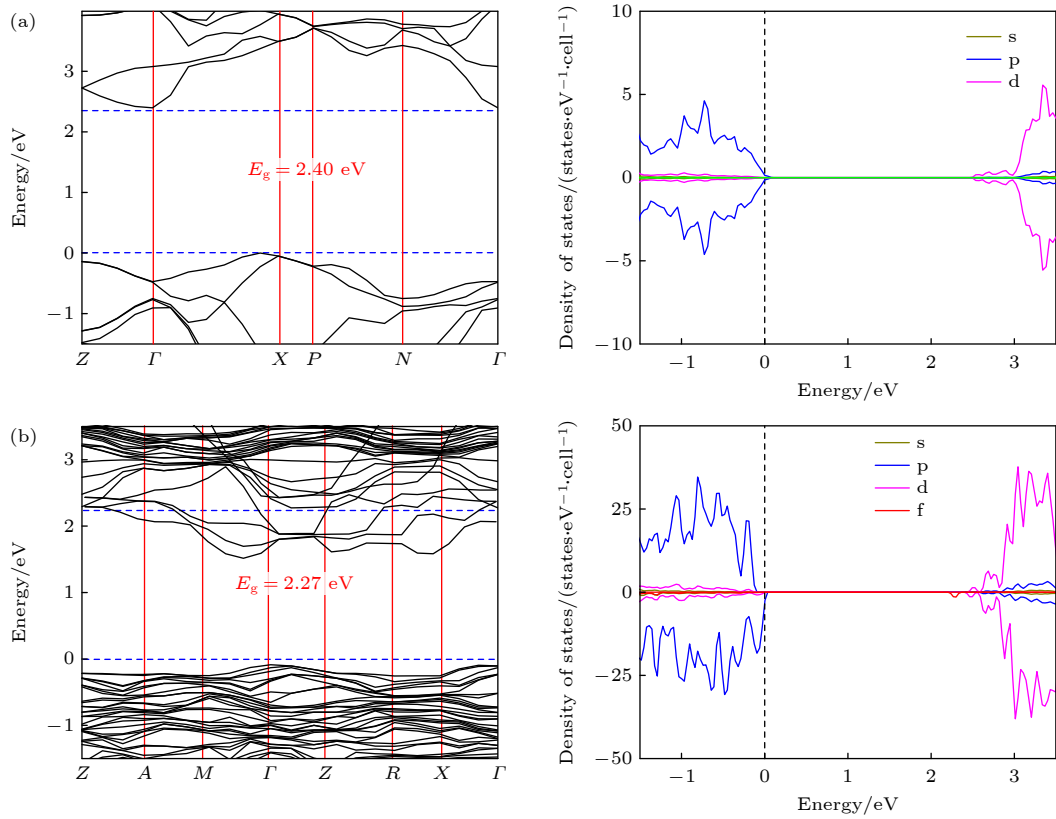 (a)
3
2
1
0
−1
Energy/eV
E_g = 2.40 eV
Z Γ X P N Γ
10
5
0
−5
−10
Density of states/(states·eV⁻¹·cell⁻¹)
s
p
d
−1 0 1 2 3
Energy/eV
(b)
3
2
1
0
−1
Energy/eV
E_g = 2.27 eV
Z A M Γ Z R X Γ
50
25
0
−25
−50
Density of states/(states·eV⁻¹·cell⁻¹)
s
p
d
f
−1 0 1 2 3
Energy/eV